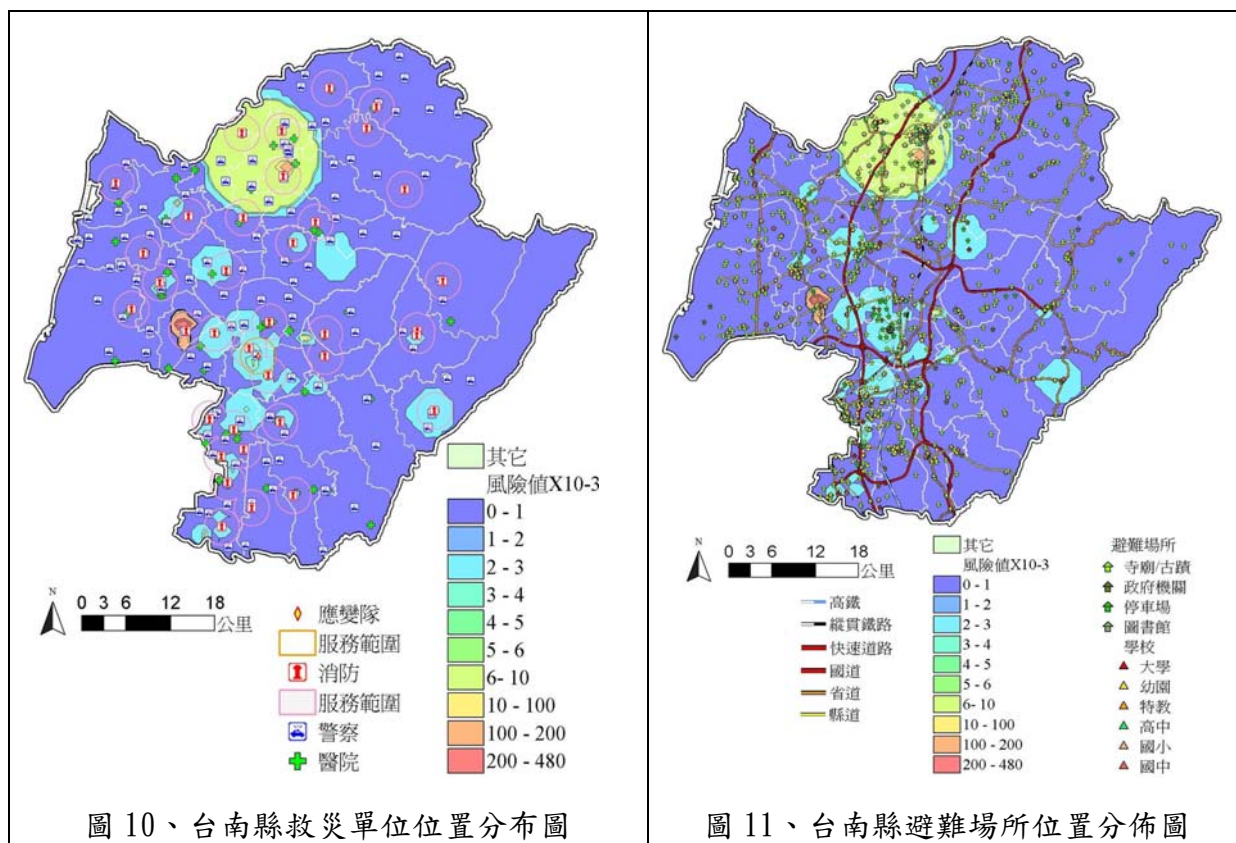 其它
風險值X10-3
0 - 1
1 - 2
2 - 3
3 - 4
4 - 5
5 - 6
6- 10
10 - 100
100 - 200
200 - 480
N
0 3 6 12 18
公里
應變隊
服務範圍
消防
服務範圍
警察
醫院
圖 10、台南縣救災單位位置分布圖
N
0 3 6 12 18
公里
高鐵
縱貫鐵路
快速道路
國道
省道
縣道
其它
風險值X10-3
0 - 1
1 - 2
2 - 3
3 - 4
4 - 5
5 - 6
6- 10
10 - 100
100 - 200
200 - 480
避難場所
寺廟/古蹟
政府機關
停車場
圖書館
學校
大學
幼園
特教
高中
國小
國中
圖 11、台南縣避難場所位置分佈圖